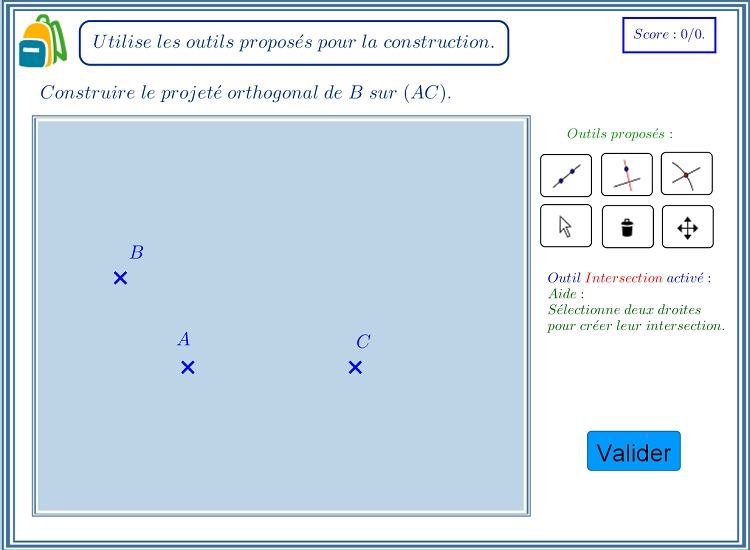 Utilise les outils proposés pour la construction.
Score : 0/0.
Construire le projeté orthogonal de B sur (AC).
Outils proposés :
B
A
C
Outil Intersection activé :
Aide :
Sélectionne deux droites
pour créer leur intersection.
Valider